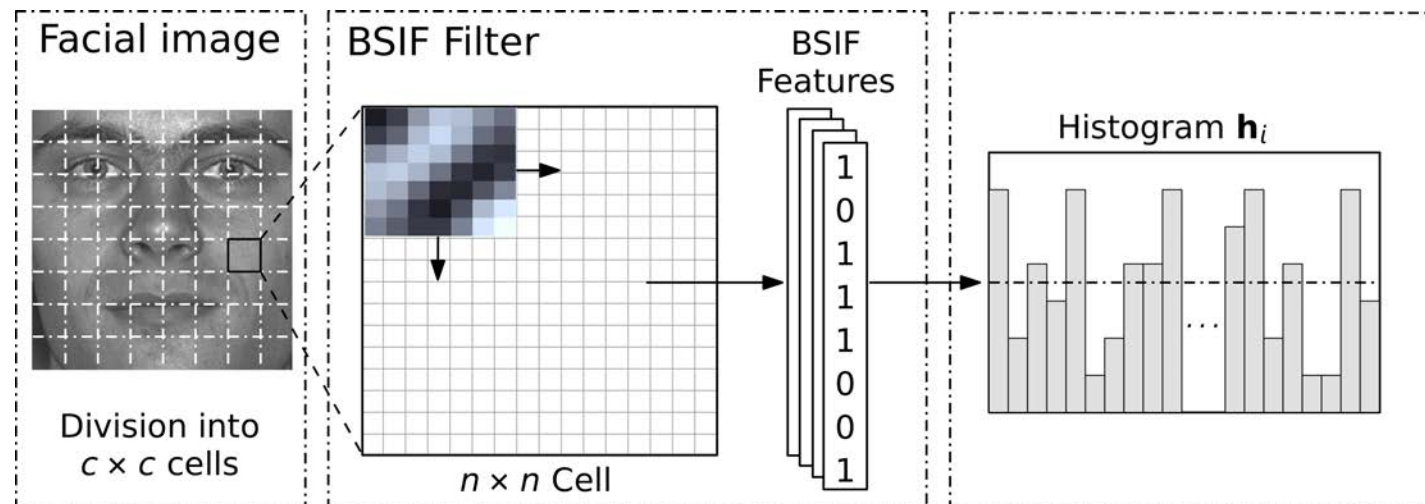 Facial image
Division into
c × c cells
BSIF Filter
n × n Cell
BSIF
Features
1
0
1
1
1
0
0
1
Histogram hᵢ
...